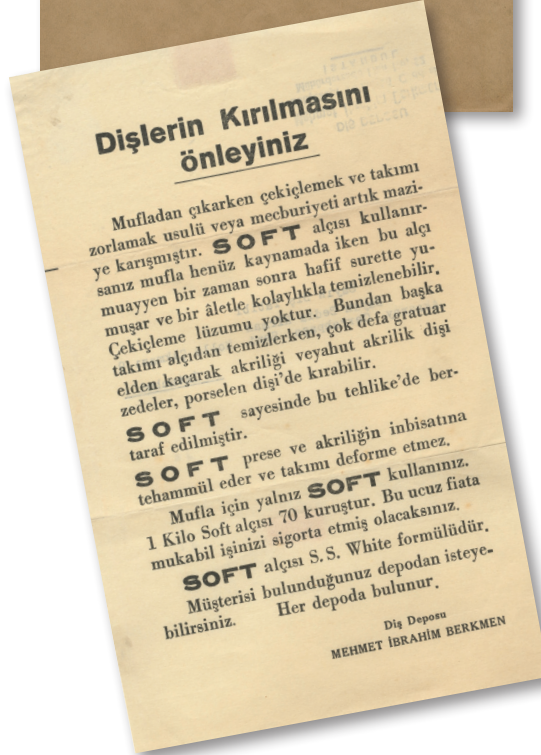 Dişlerin Kırılmasını
önleyiniz
Mufladan çıkarken çekiçlemek ve takımı
zorlamak usulü veya mecburiyeti artık mazi-
ye karışmıştır. SOFT alçısı kullanır-
sanız mufla henüz kaynamada iken bu alçı
muayyen bir zaman sonra hafif surette yu-
muşar ve bir âletle kolaylıkla temizlenebilir.
Çekiçleme lüzumu yoktur. Bundan başka
takımı alçıdan temizlerken, çok defa gratuar
elden kaçarak akriliği veyahut akrilik dişi
zedeler, porselen dişi'de kırabilir.
SOFT sayesinde bu tehlike'de ber-
taraf edilmiştir.
SOFT prese ve akriliğin inbisatına
tehammül eder ve takımı deforme etmez.
Mufla için yalnız SOFT kullanınız.
1 Kilo Soft alçısı 70 kuruştur. Bu ucuz fiata
mukabil işinizi sigorta etmiş olacaksınız.
SOFT alçısı S.S. White formülüdür.
Müşterisi bulunduğunuz depodan isteye-
bilirsiniz. Her depoda bulunur.
Diş Deposu
MEHMET İBRAHİM BERKMEN